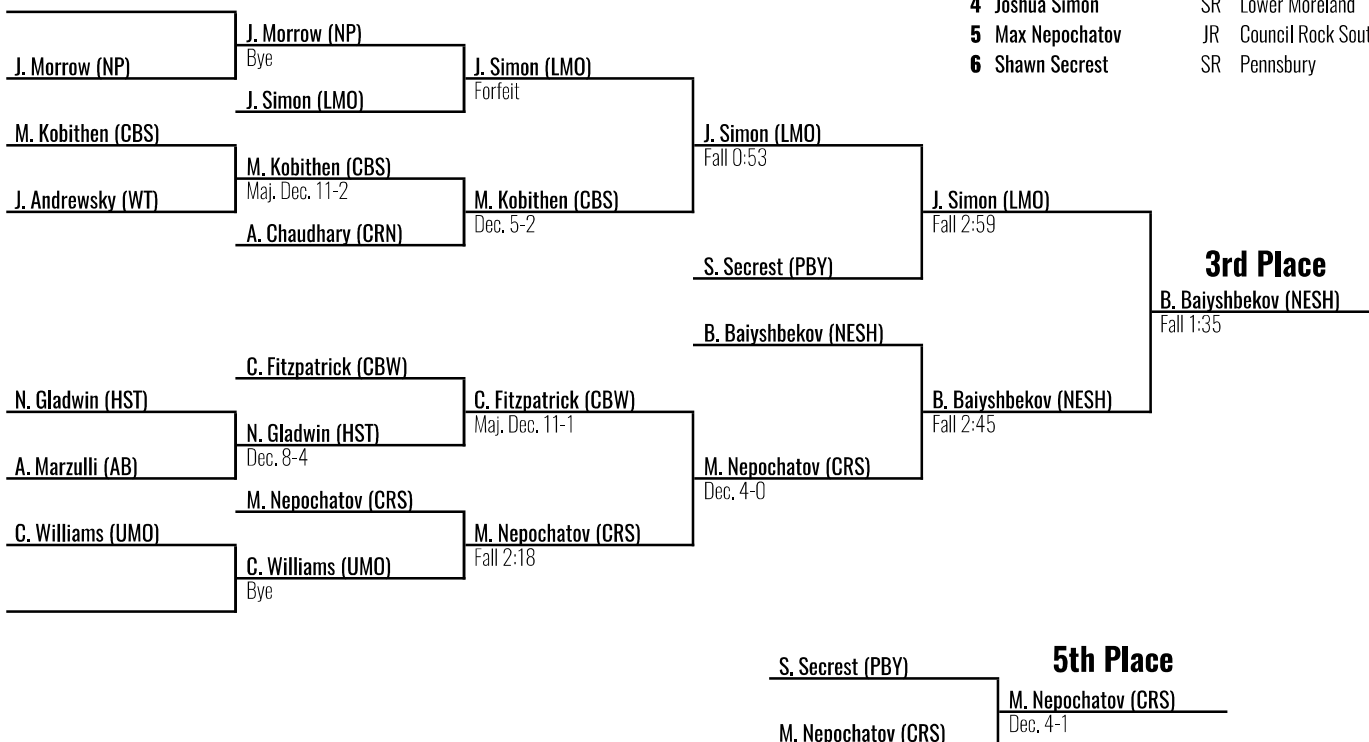 4 Joshua Simon SR Lower Moreland
5 Max Nepochatov JR Council Rock Sout
6 Shawn Secrest SR Pennsbury
J. Morrow (NP)
J. Morrow (NP)
Bye
J. Simon (LMO)
J. Simon (LMO)
Forfeit
M. Kobithen (CBS)
J. Andrewsky (WT)
M. Kobithen (CBS)
Maj. Dec. 11-2
A. Chaudhary (CRN)
M. Kobithen (CBS)
Dec. 5-2
J. Simon (LMO)
Fall 0:53
S. Secrest (PBY)
J. Simon (LMO)
Fall 2:59
3rd Place
B. Baiyshbekov (NESH)
Fall 1:35
B. Baiyshbekov (NESH)
B. Baiyshbekov (NESH)
Fall 2:45
C. Fitzpatrick (CBW)
N. Gladwin (HST)
A. Marzulli (AB)
N. Gladwin (HST)
Dec. 8-4
C. Fitzpatrick (CBW)
Maj. Dec. 11-1
M. Nepochatov (CRS)
Dec. 4-0
M. Nepochatov (CRS)
C. Williams (UMO)
C. Williams (UMO)
Bye
M. Nepochatov (CRS)
Fall 2:18
5th Place
S. Secrest (PBY)
M. Nepochatov (CRS)
M. Nepochatov (CRS)
Dec. 4-1